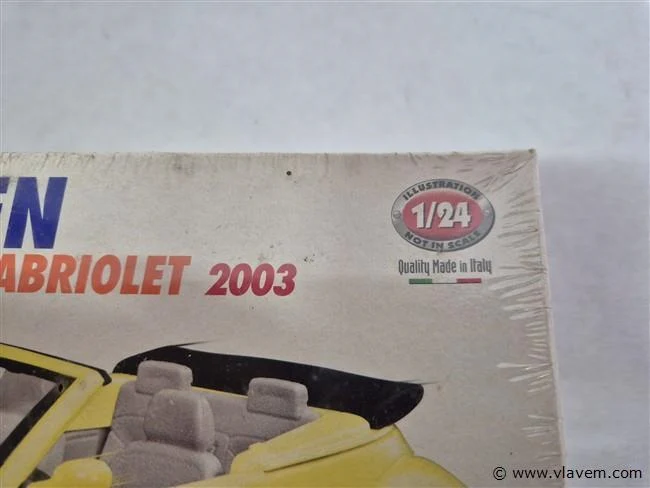 EN
ABRIOLET 2003
ILLUSTRATION
1/24
NOT IN SCALE
Quality Made in Italy
© www.vlavem.com